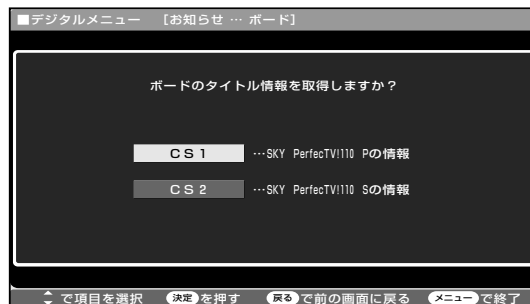 ■デジタルメニュー [お知らせ … ボード]
ボードのタイトル情報を取得しますか？
CS1 …SKY PerfecTV!110 Pの情報
CS2 …SKY PerfecTV!110 Sの情報
で項目を選択 決定を押す 戻るで前の画面に戻る メニューで終了